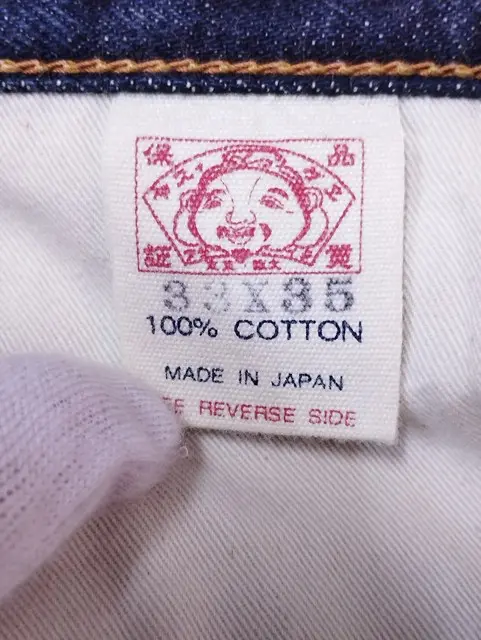 保 品
証 質
33X35
100% COTTON
MADE IN JAPAN
REVERSE SIDE